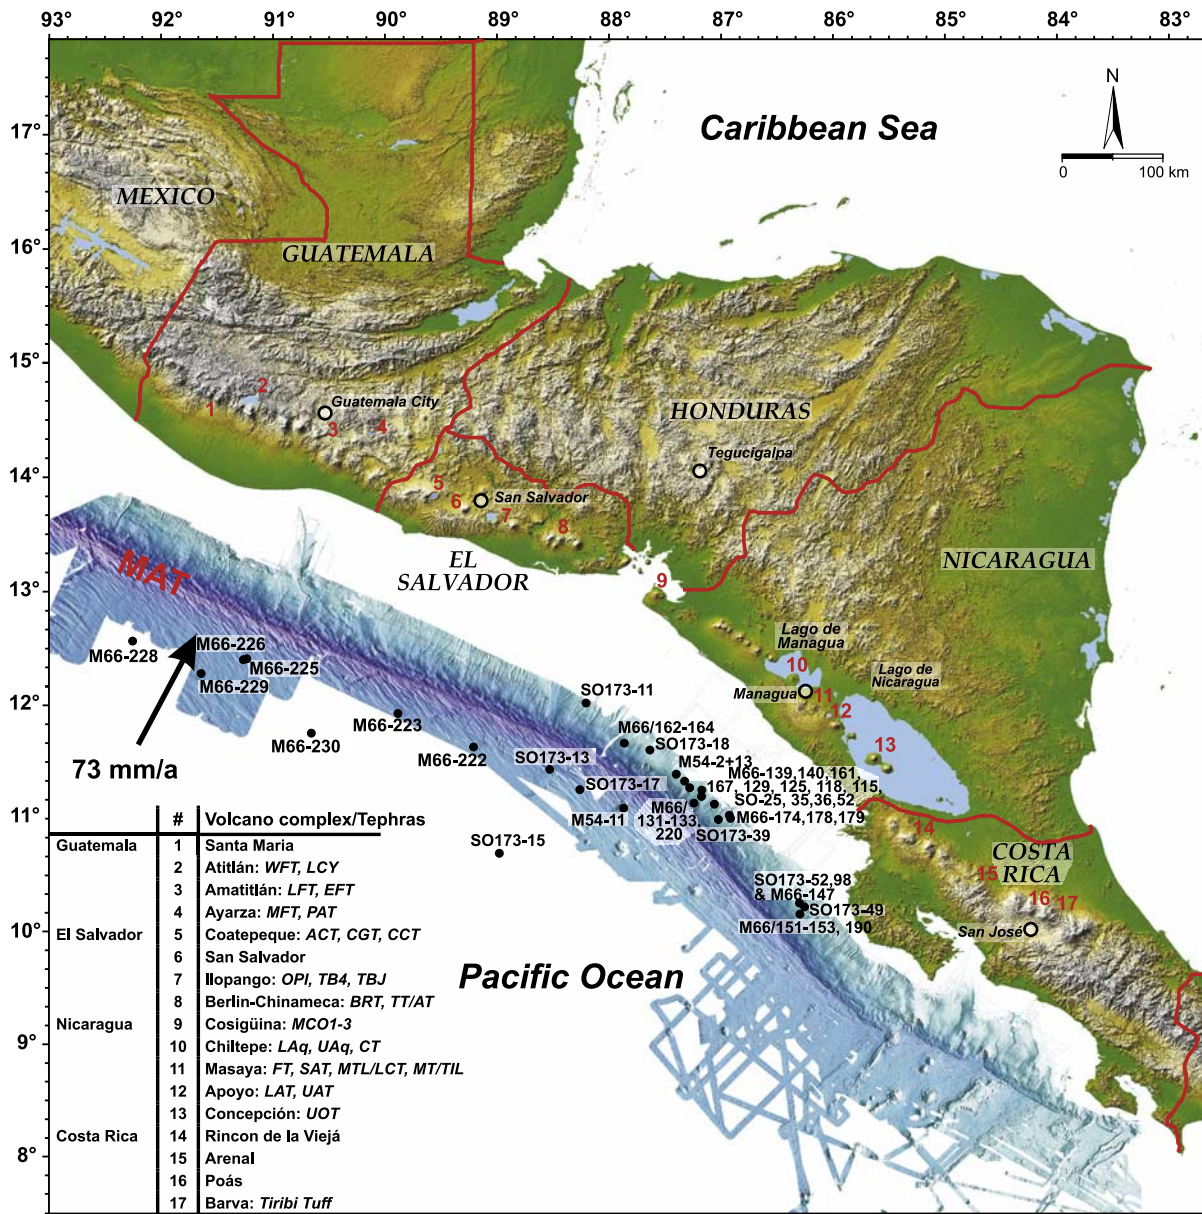 93° 92° 91° 90° 89° 88° 87° 86° 85° 84° 83°
17°
16°
15°
14°
13°
12°
11°
10°
9°
8°
Caribbean Sea
N
0 100 km
MEXICO
GUATEMALA
HONDURAS
NICARAGUA
EL
SALVADOR
COSTA
RICA
Guatemala City
Tegucigalpa
San Salvador
Lago de
Managua
Lago de
Nicaragua
Managua
San José
1
2
3
4
5
6
7
8
9
10
11
12
13
14
15
16
17
MAT
73 mm/a
Pacific Ocean
M66-228
M66-226
M66-225
M66-229
M66-230
M66-223
M66-222
SO173-11
M66/162-164
SO173-18
SO173-13
M54-2+13
SO173-17
M66-139,140,161,
167, 129, 125, 118, 115,
SO-25, 35,36,52
M66-174,178,179
M54-11
M66/
131-133,
220
SO173-39
SO173-15
SO173-52,98
& M66-147
SO173-49
M66/151-153, 190
# Volcano complex/Tephras
Guatemala 1 Santa Maria
2 Atitlán: WFT, LCY
3 Amatitlán: LFT, EFT
4 Ayarza: MFT, PAT
El Salvador 5 Coatepeque: ACT, CGT, CCT
6 San Salvador
7 Ilopango: OPI, TB4, TBJ
8 Berlin-Chinameca: BRT, TT/AT
Nicaragua 9 Cosigüina: MCO1-3
10 Chiltepe: LAq, UAq, CT
11 Masaya: FT, SAT, MTL/LCT, MT/TIL
12 Apoyo: LAT, UAT
13 Concepción: UOT
Costa Rica 14 Rincon de la Viejá
15 Arenal
16 Poás
17 Barva: Tiribi Tuff